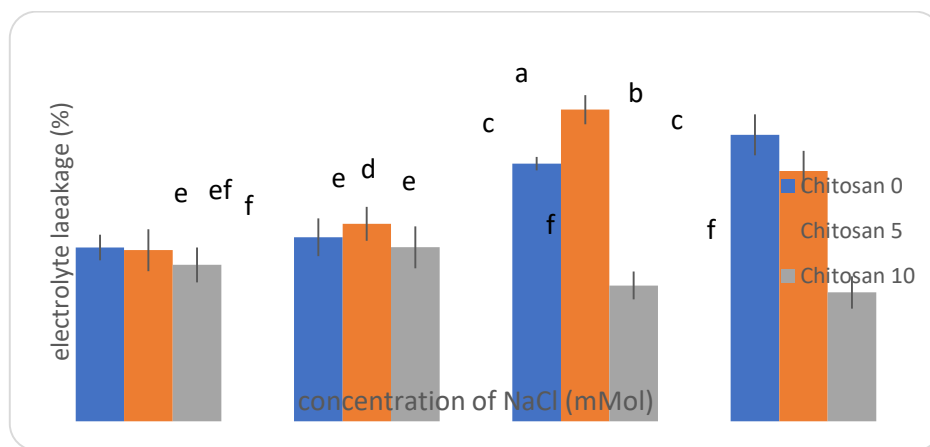 a
b
c
c
e
d
e
e
ef
f
f
f
Chitosan 0
Chitosan 5
Chitosan 10
electrolyte laeakage (%)
concentration of NaCl (mMol)